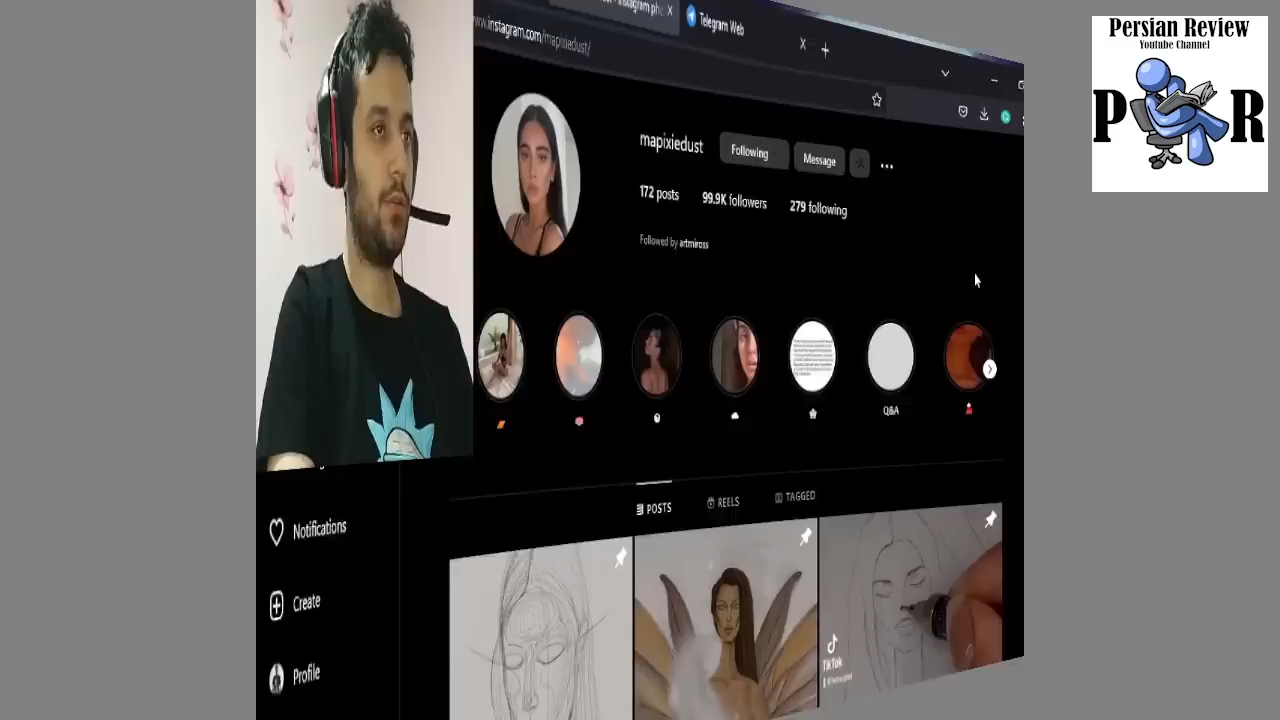 Persian Review
Youtube Channel
P R
Telegram Web
www.instagram.com/mapixiedust/
mapixiedust
Following
Message
172 posts
99.9K followers
279 following
Followed by artmiross
Q&A
POSTS
REELS
TAGGED
Notifications
Create
Profile
TikTok